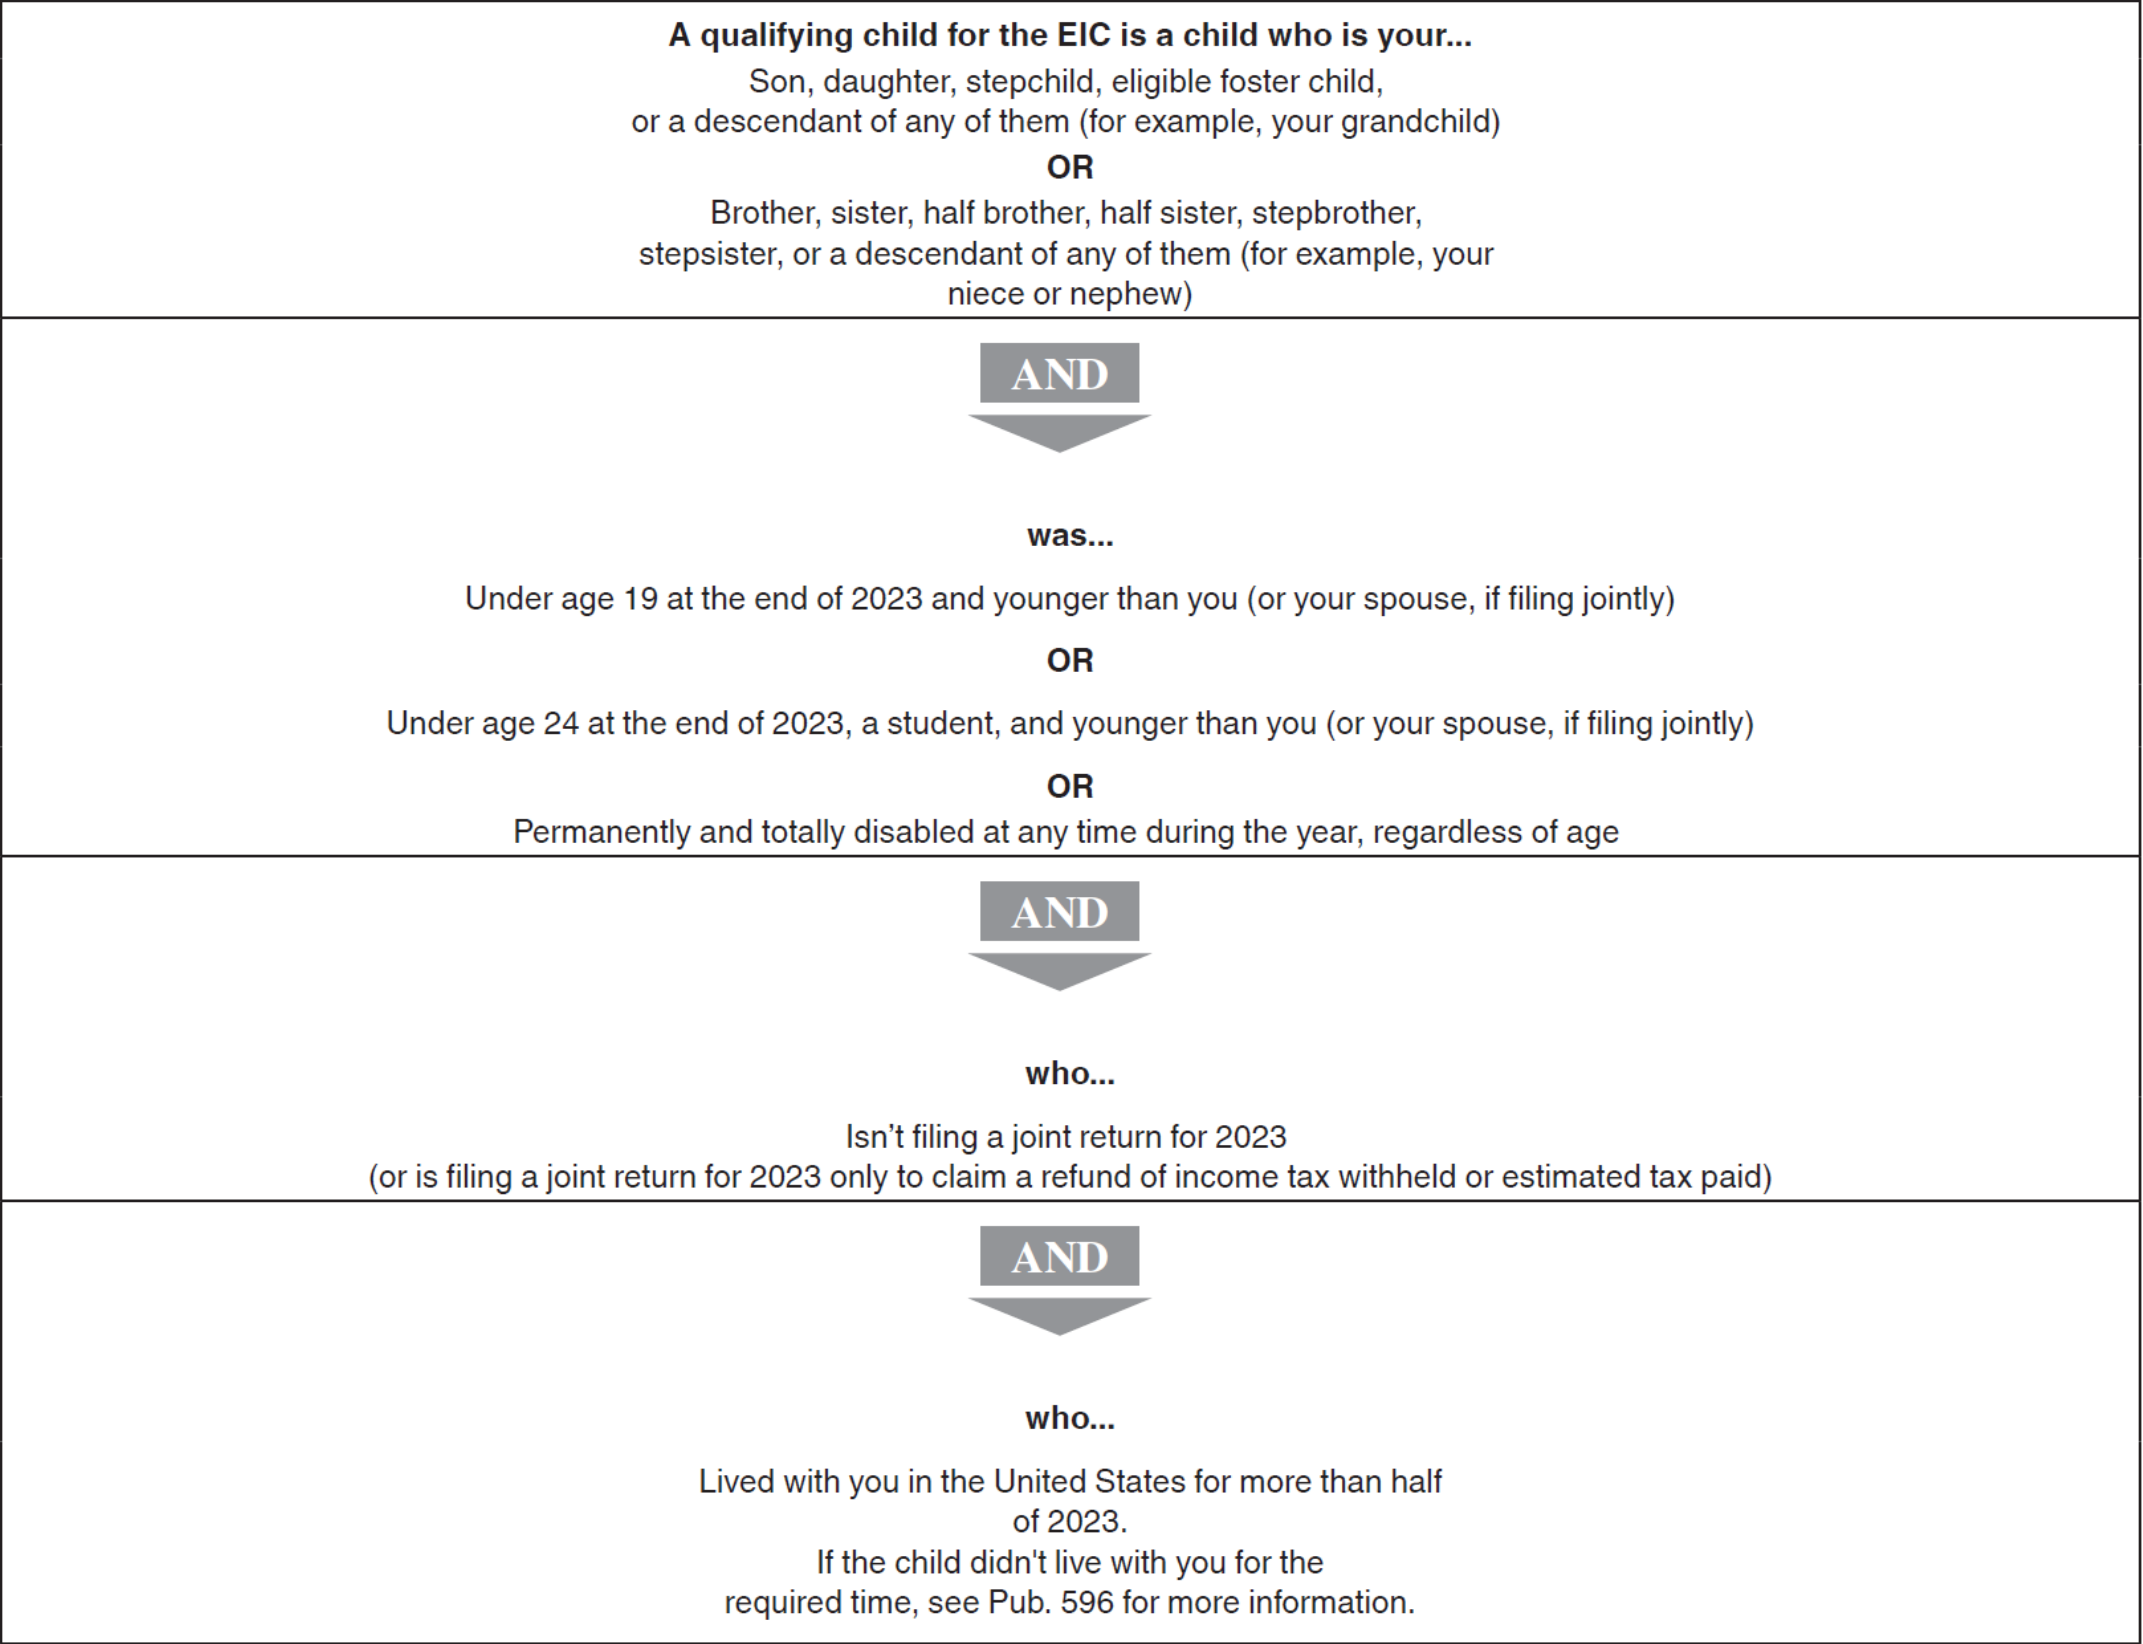 A qualifying child for the EIC is a child who is your...
Son, daughter, stepchild, eligible foster child,
or a descendant of any of them (for example, your grandchild)
OR
Brother, sister, half brother, half sister, stepbrother,
stepsister, or a descendant of any of them (for example, your
niece or nephew)
AND
was...
Under age 19 at the end of 2023 and younger than you (or your spouse, if filing jointly)
OR
Under age 24 at the end of 2023, a student, and younger than you (or your spouse, if filing jointly)
OR
Permanently and totally disabled at any time during the year, regardless of age
AND
who...
Isn’t filing a joint return for 2023
(or is filing a joint return for 2023 only to claim a refund of income tax withheld or estimated tax paid)
AND
who...
Lived with you in the United States for more than half
of 2023.
If the child didn't live with you for the
required time, see Pub. 596 for more information.